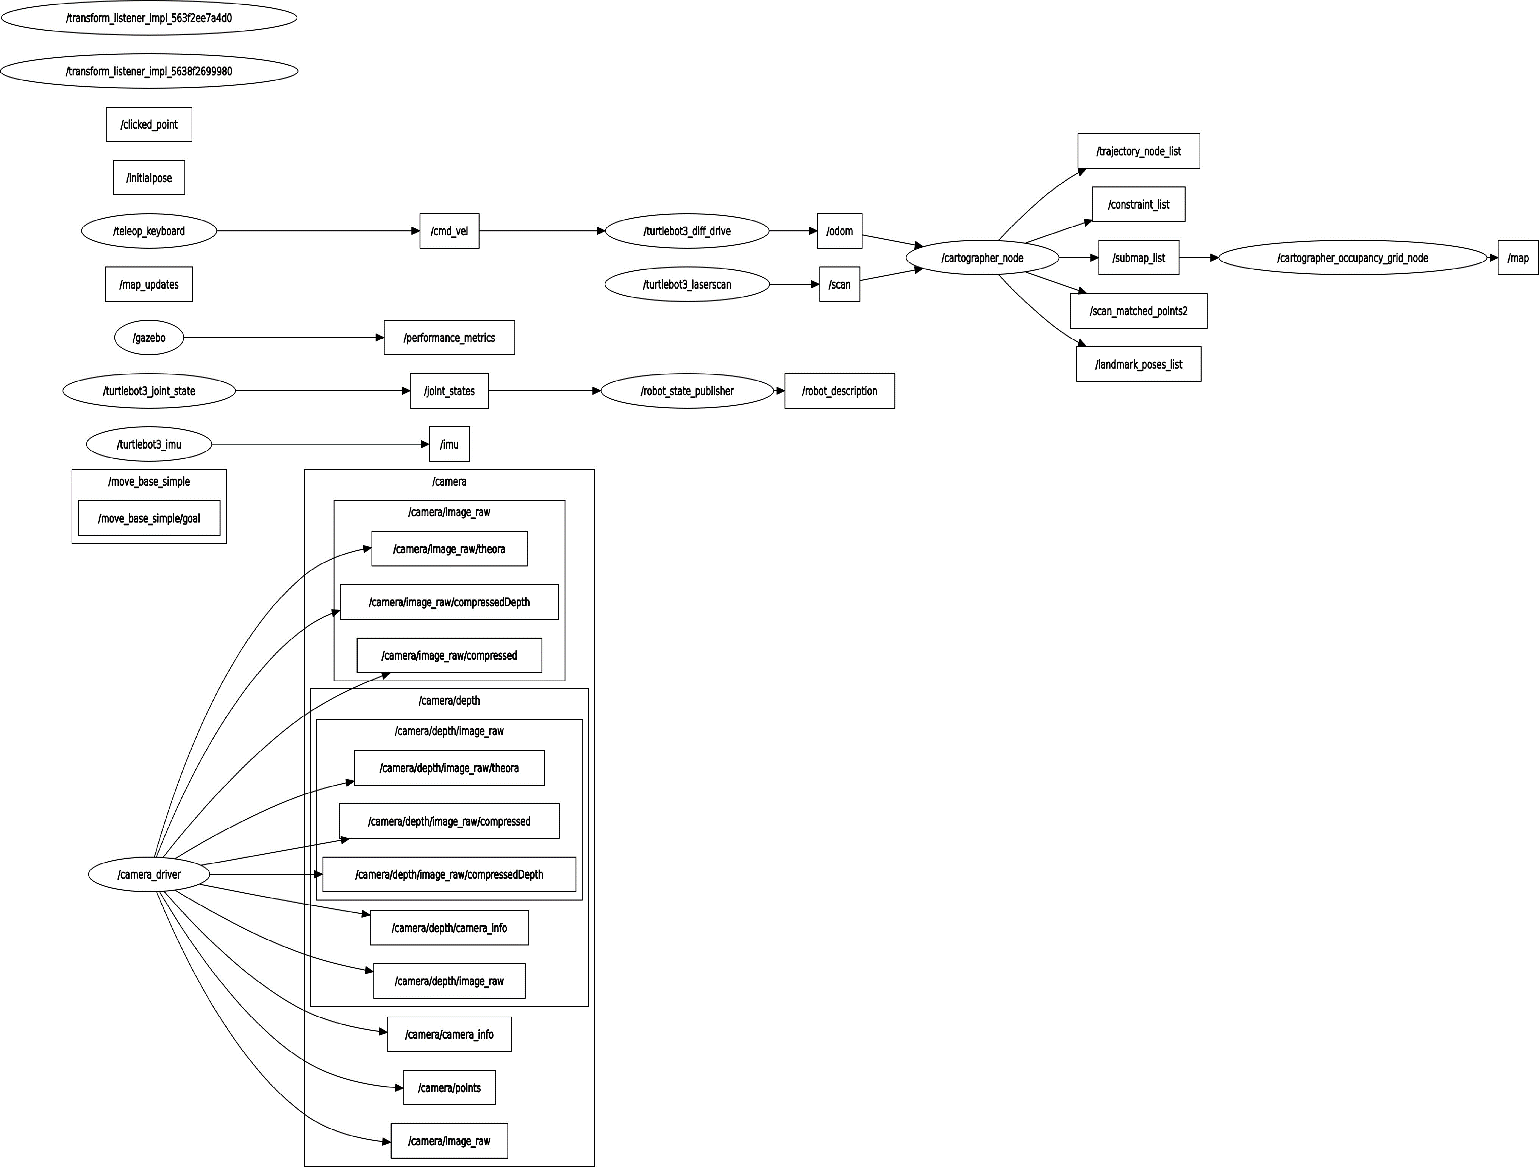 /transform_listener_impl_563f2ee7a4d0
/transform_listener_impl_5638f2699980
/clicked_point
/trajectory_node_list
/initialpose
/constraint_list
/teleop_keyboard
/cmd_vel
/turtlebot3_diff_drive
/odom
/cartographer_node
/submap_list
/cartographer_occupancy_grid_node
/map
/map_updates
/turtlebot3_laserscan
/scan
/scan_matched_points2
/gazebo
/performance_metrics
/landmark_poses_list
/turtlebot3_joint_state
/joint_states
/robot_state_publisher
/robot_description
/turtlebot3_imu
/imu
/move_base_simple
/move_base_simple/goal
/camera
/camera/image_raw
/camera/image_raw/theora
/camera/image_raw/compressedDepth
/camera/image_raw/compressed
/camera/depth
/camera/depth/image_raw
/camera/depth/image_raw/theora
/camera/depth/image_raw/compressed
/camera_driver
/camera/depth/image_raw/compressedDepth
/camera/depth/camera_info
/camera/depth/image_raw
/camera/camera_info
/camera/points
/camera/image_raw